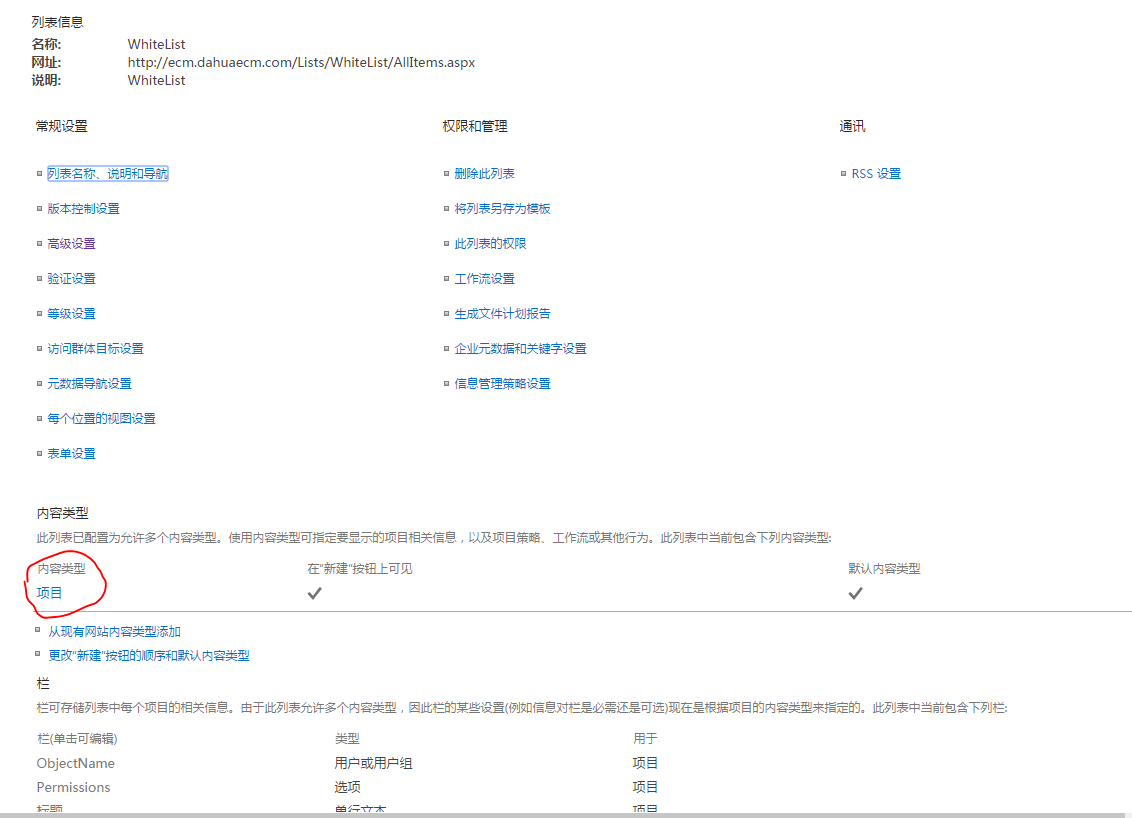 列表信息
名称: WhiteList
网址: http://ecm.dahuaecm.com/Lists/WhiteList/AllItems.aspx
说明: WhiteList
常规设置 权限和管理 通讯
列表名称、说明和导航 删除此列表 RSS 设置
版本控制设置 将列表另存为模板
高级设置 此列表的权限
验证设置 工作流设置
等级设置 生成文件计划报告
访问群体目标设置 企业元数据和关键字设置
元数据导航设置 信息管理策略设置
每个位置的视图设置
表单设置
内容类型
此列表已配置为允许多个内容类型。使用内容类型可指定要显示的项目相关信息，以及项目策略、工作流或其他行为。此列表中当前包含下列内容类型:
内容类型 在"新建"按钮上可见 默认内容类型
项目
从现有网站内容类型添加
更改"新建"按钮的顺序和默认内容类型
栏
栏可存储列表中每个项目的相关信息。由于此列表允许多个内容类型，因此栏的某些设置(例如信息对栏是必需还是可选)现在是根据项目的内容类型来指定的。此列表中当前包含下列栏:
栏(单击可编辑) 类型 用于
ObjectName 用户或用户组 项目
Permissions 选项 项目
标题 单行文本 项目